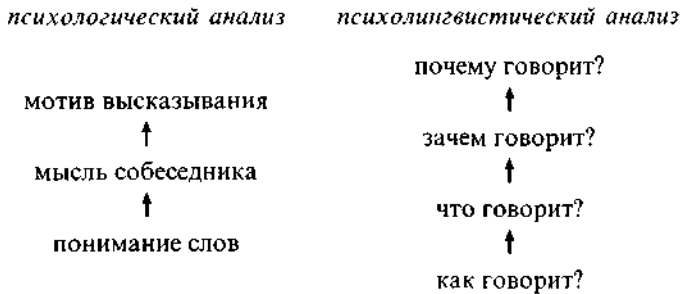 психологический анализ
психолингвистический анализ
почему говорит?
мотив высказывания
зачем говорит?
мысль собеседника
что говорит?
понимание слов
как говорит?